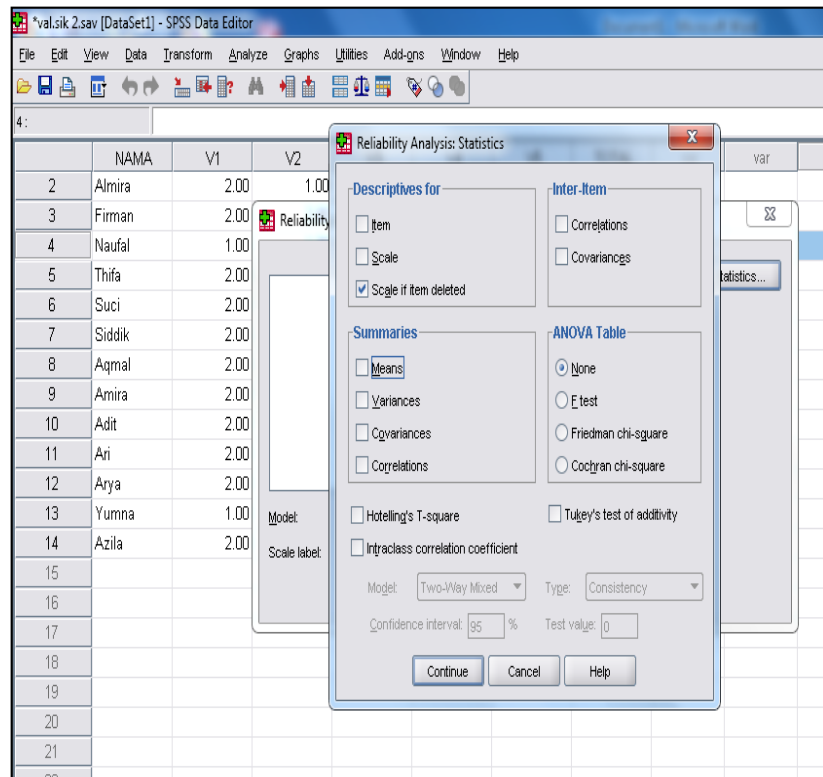 *val.sik 2.sav [DataSet1] - SPSS Data Editor
File Edit View Data Transform Analyze Graphs Utilities Add-ons Window Help
4 :
NAMA V1 V2 var
2 Almira 2.00 1.00
3 Firman 2.00
4 Naufal 1.00
5 Thifa 2.00
6 Suci 2.00
7 Siddik 2.00
8 Aqmal 2.00
9 Amira 2.00
10 Adit 2.00
11 Ari 2.00
12 Arya 2.00
13 Yumna 1.00
14 Azila 2.00
15
16
17
18
19
20
21
Reliability
tatistics...
Model:
Scale label:
Reliability Analysis: Statistics
Descriptives for
Item
Scale
Scale if item deleted
Inter-Item
Correlations
Covariances
Summaries
Means
Variances
Covariances
Correlations
ANOVA Table
None
F test
Friedman chi-square
Cochran chi-square
Hotelling's T-square
Tukey's test of additivity
Intraclass correlation coefficient
Model: Two-Way Mixed Type: Consistency
Confidence interval: 95 % Test value: 0
Continue Cancel Help